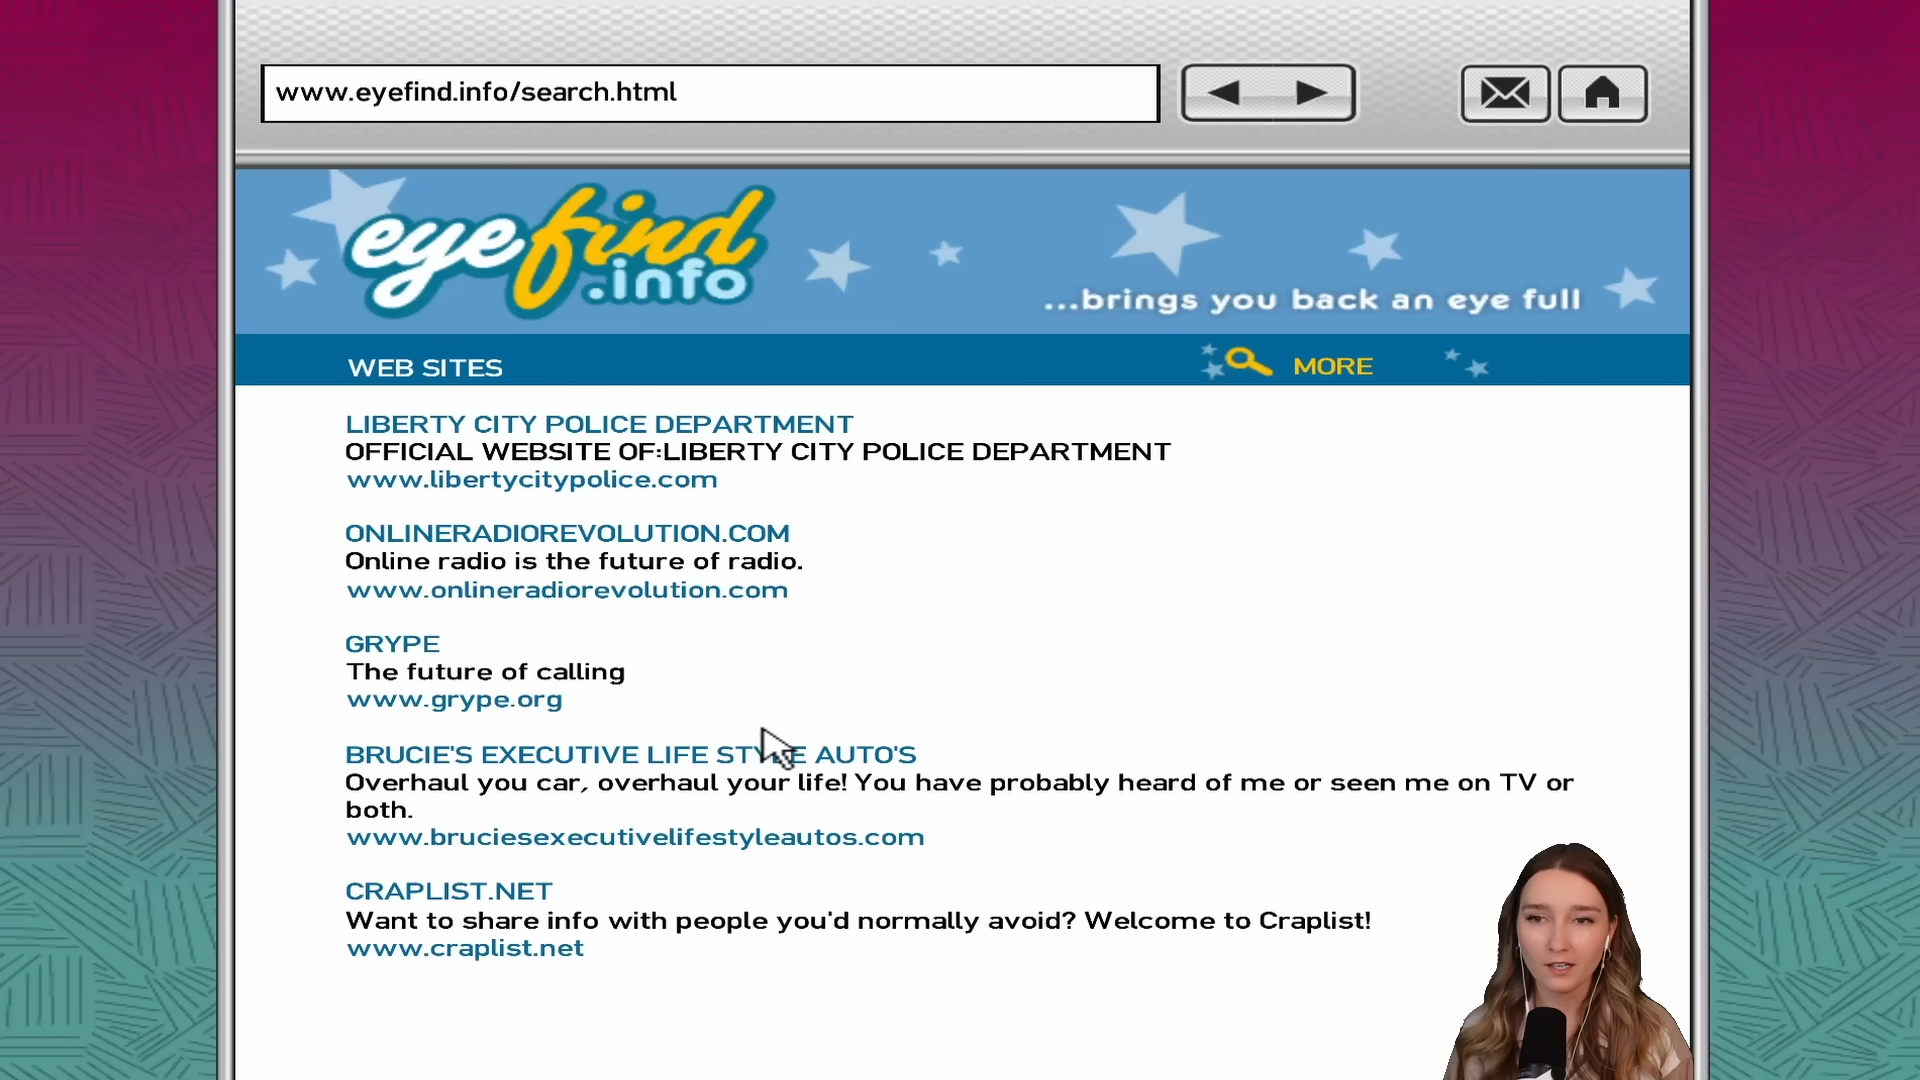 www.eyefind.info/search.html
eyefind
.info
...brings you back an eye full
WEB SITES
MORE
LIBERTY CITY POLICE DEPARTMENT
OFFICIAL WEBSITE OF:LIBERTY CITY POLICE DEPARTMENT
www.libertycitypolice.com
ONLINERADIOREVOLUTION.COM
Online radio is the future of radio.
www.onlineradiorevolution.com
GRYPE
The future of calling
www.grype.org
BRUCIE'S EXECUTIVE LIFE STYLE AUTO'S
Overhaul you car, overhaul your life! You have probably heard of me or seen me on TV or
both.
www.bruciesexecutivelifestyleautos.com
CRAPLIST.NET
Want to share info with people you'd normally avoid? Welcome to Craplist!
www.craplist.net